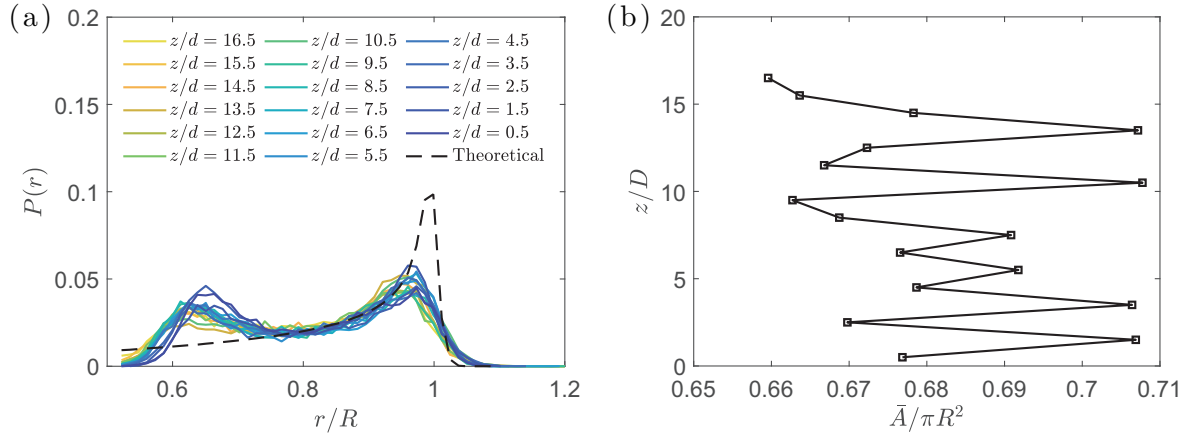 (a)
0.2
0.15
0.1
0.05
0
P(r)
z/d = 16.5 z/d = 10.5 z/d = 4.5
z/d = 15.5 z/d = 9.5 z/d = 3.5
z/d = 14.5 z/d = 8.5 z/d = 2.5
z/d = 13.5 z/d = 7.5 z/d = 1.5
z/d = 12.5 z/d = 6.5 z/d = 0.5
z/d = 11.5 z/d = 5.5 Theoretical
0.6 0.8 1 1.2
r/R
(b)
20
15
10
5
0
z/D
0.65 0.66 0.67 0.68 0.69 0.7 0.71
Ā/πR²